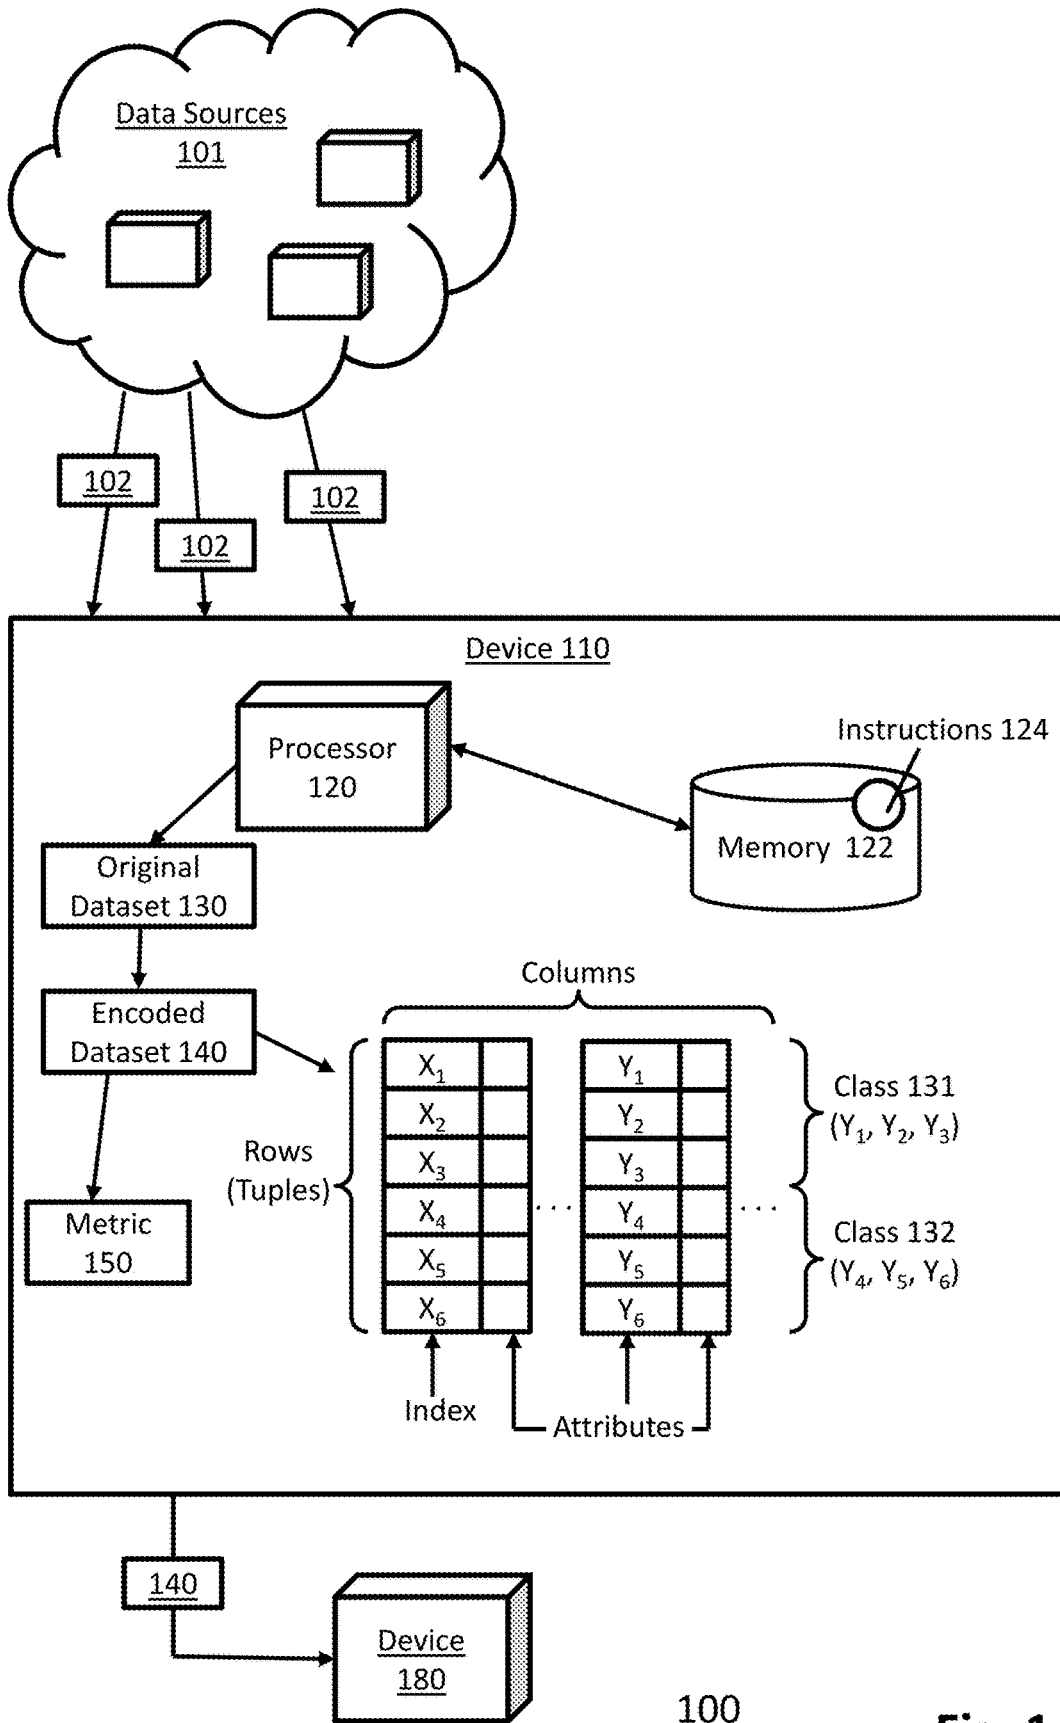 Data Sources
101
102
102
102
Device 110
Processor
120
Instructions 124
Memory 122
Original
Dataset 130
Encoded
Dataset 140
Metric
150
Columns
Rows
(Tuples)
X₁ Y₁
X₂ Y₂
X₃ Y₃
X₄ ... Y₄ ...
X₅ Y₅
X₆ Y₆
Class 131
(Y₁, Y₂, Y₃)
Class 132
(Y₄, Y₅, Y₆)
Index
Attributes
140
Device
180
100
Fig. 1